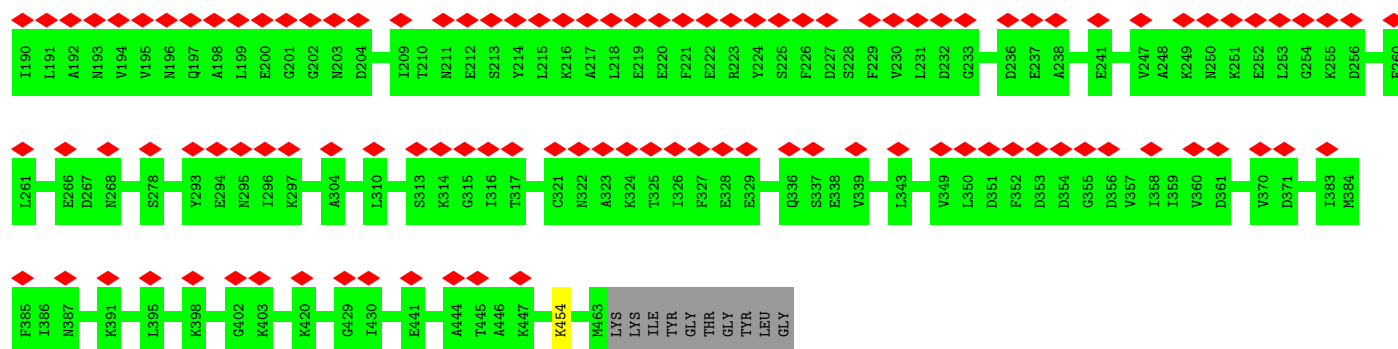 I190 L191 A192 N193 V194 V195 N196 Q197 A198 L199 E200 G201 G202 N203 D204 I209 T210 N211 E212 S213 Y214 L215 K216 A217 L218 E219 E220 F221 E222 R223 Y224 S225 F226 D227 S228 F229 V230 L231 D232 G233 D236 E237 A238 E241 V247 A248 K249 N250 K251 E252 L253 G254 K255 D256
L261 E266 D267 N268 S278 Y293 E294 N295 I296 K297 A304 L310 S313 K314 G315 I316 T317 C321 N322 A323 K324 T325 I326 F327 E328 E329 Q336 S337 E338 V339 L343 V349 L350 D351 F352 D353 D354 G355 D356 V357 I358 I359 V360 D361 V370 D371 I383 M384
F385 I386 N387 K391 L395 K398 G402 K403 K420 G429 I430 E441 A444 T445 A446 K447 K454 M463 LYS LYS ILE TYR GLY THR GLY TYR LEU GLY